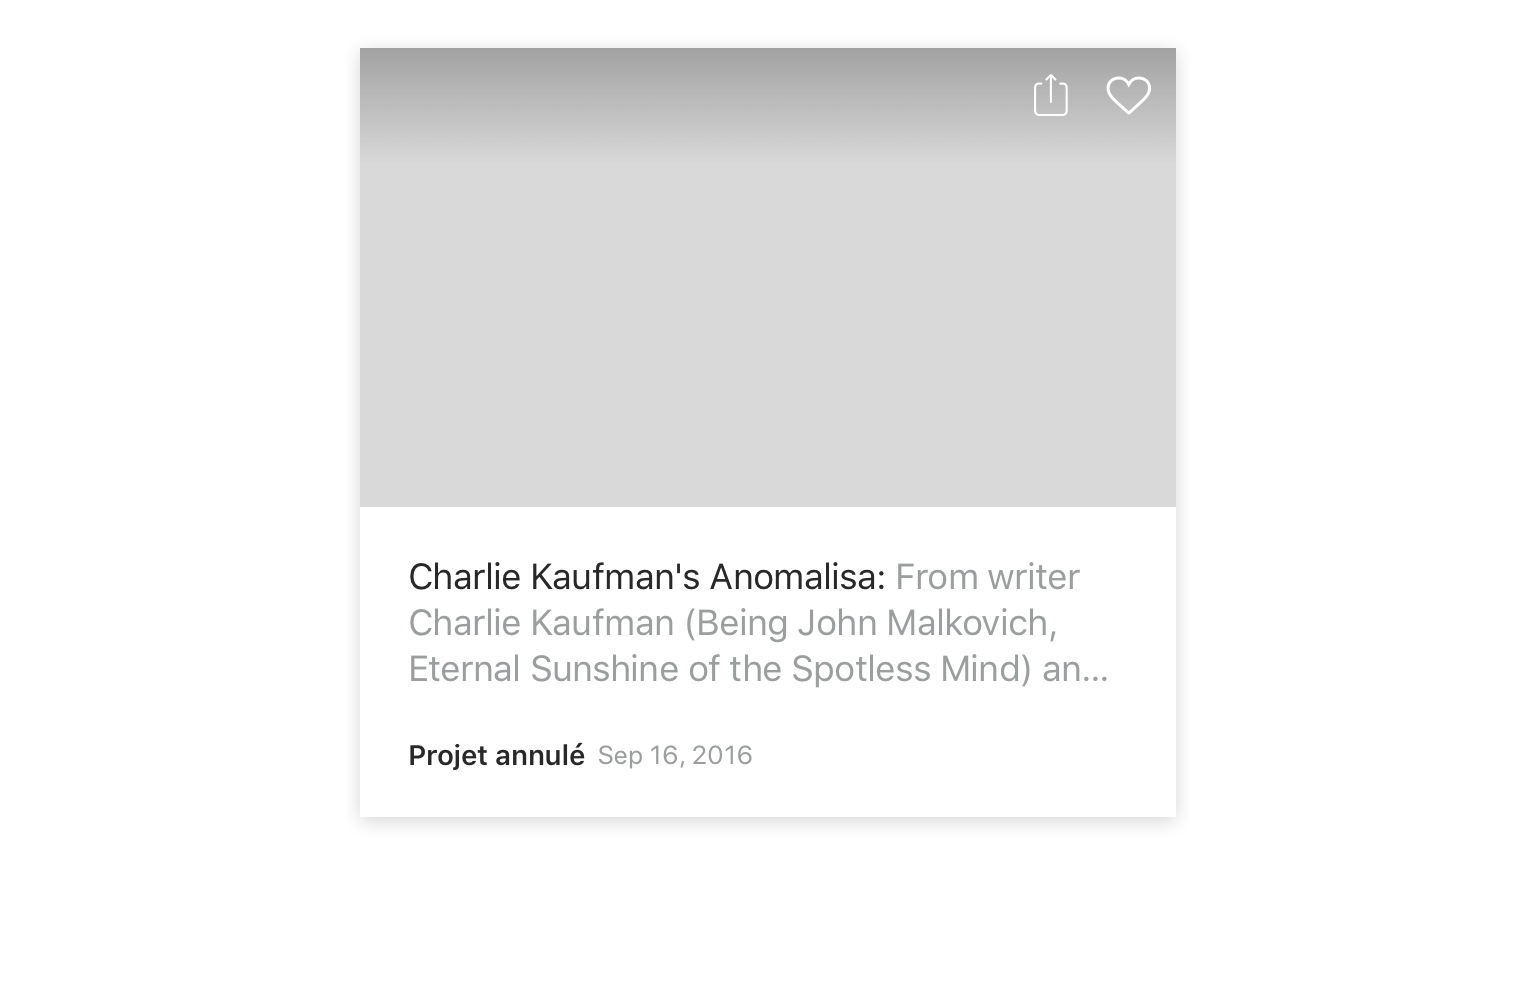 Charlie Kaufman's Anomalisa: From writer
Charlie Kaufman (Being John Malkovich,
Eternal Sunshine of the Spotless Mind) an...
Projet annulé Sep 16, 2016